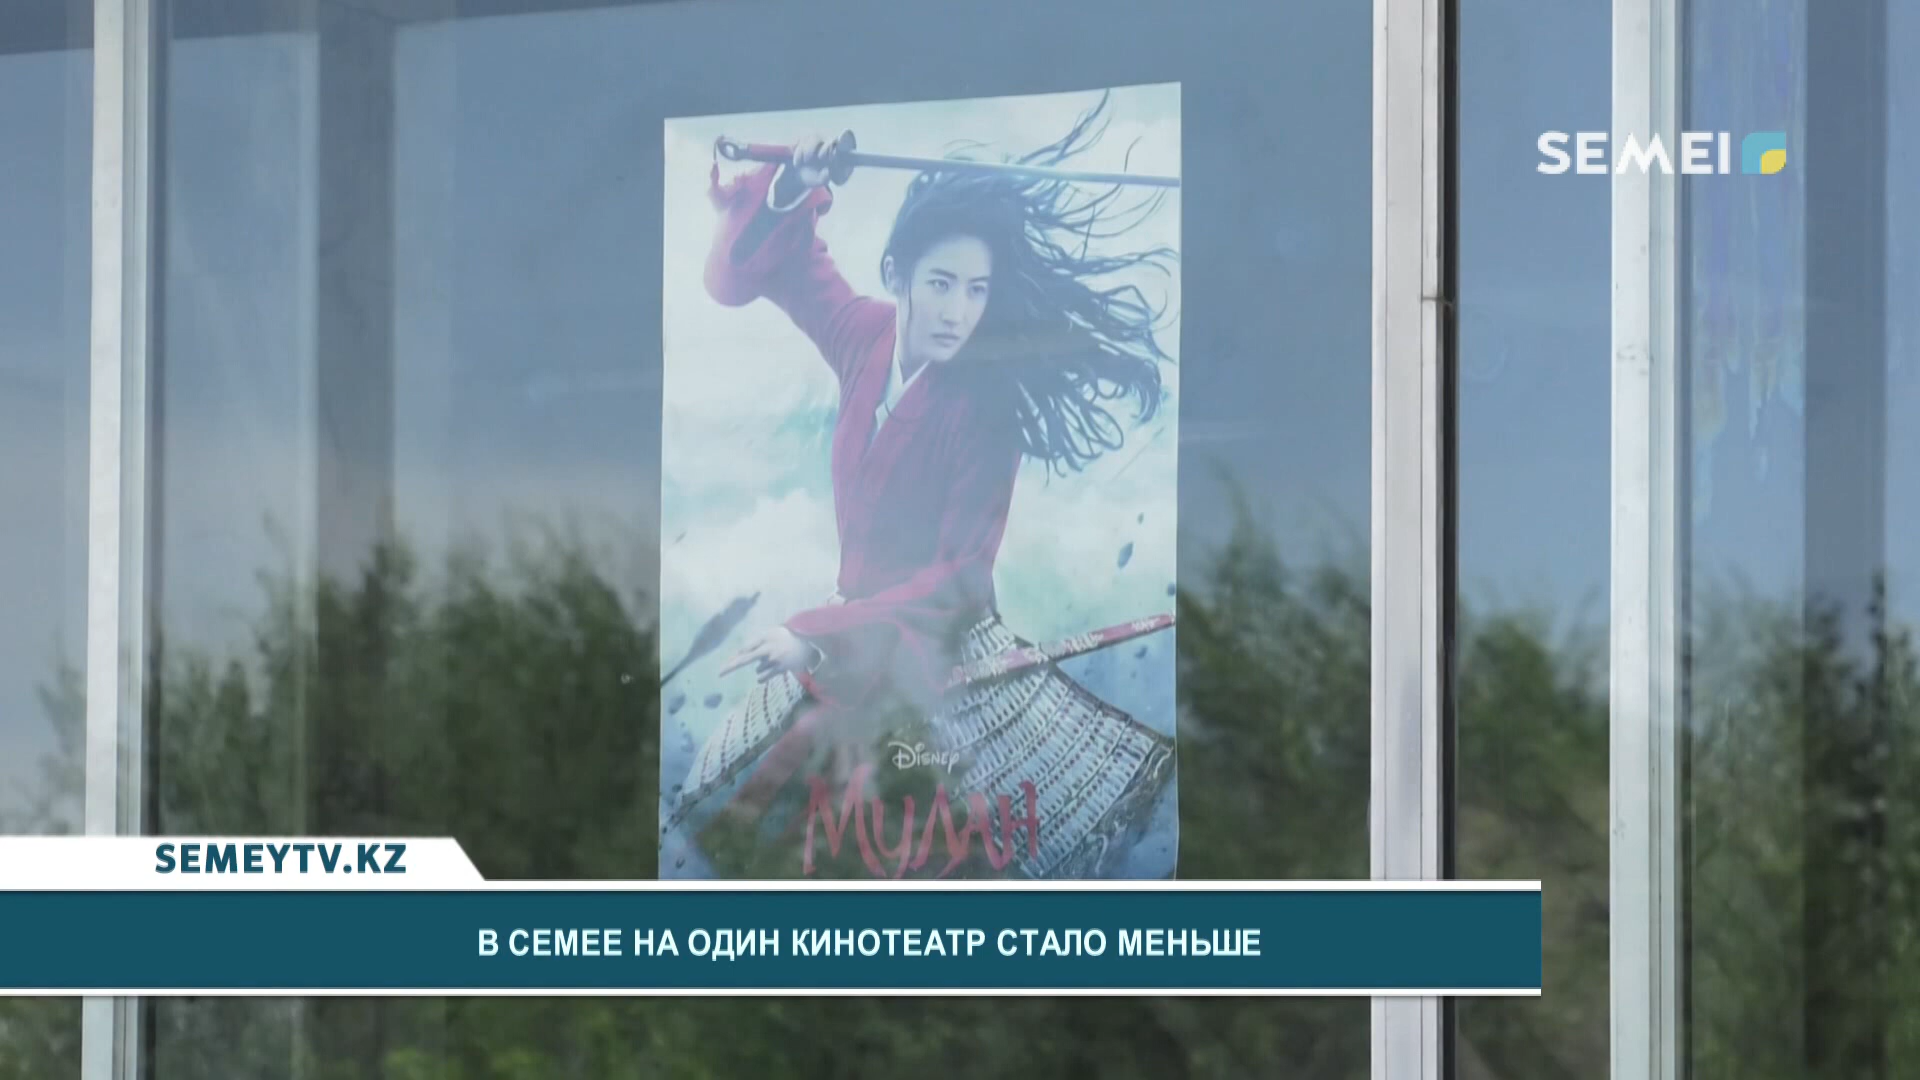 SEMEI
DISNEY
МУЛАН
SEMEYTV.KZ
В СЕМЕЕ НА ОДИН КИНОТЕАТР СТАЛО МЕНЬШЕ